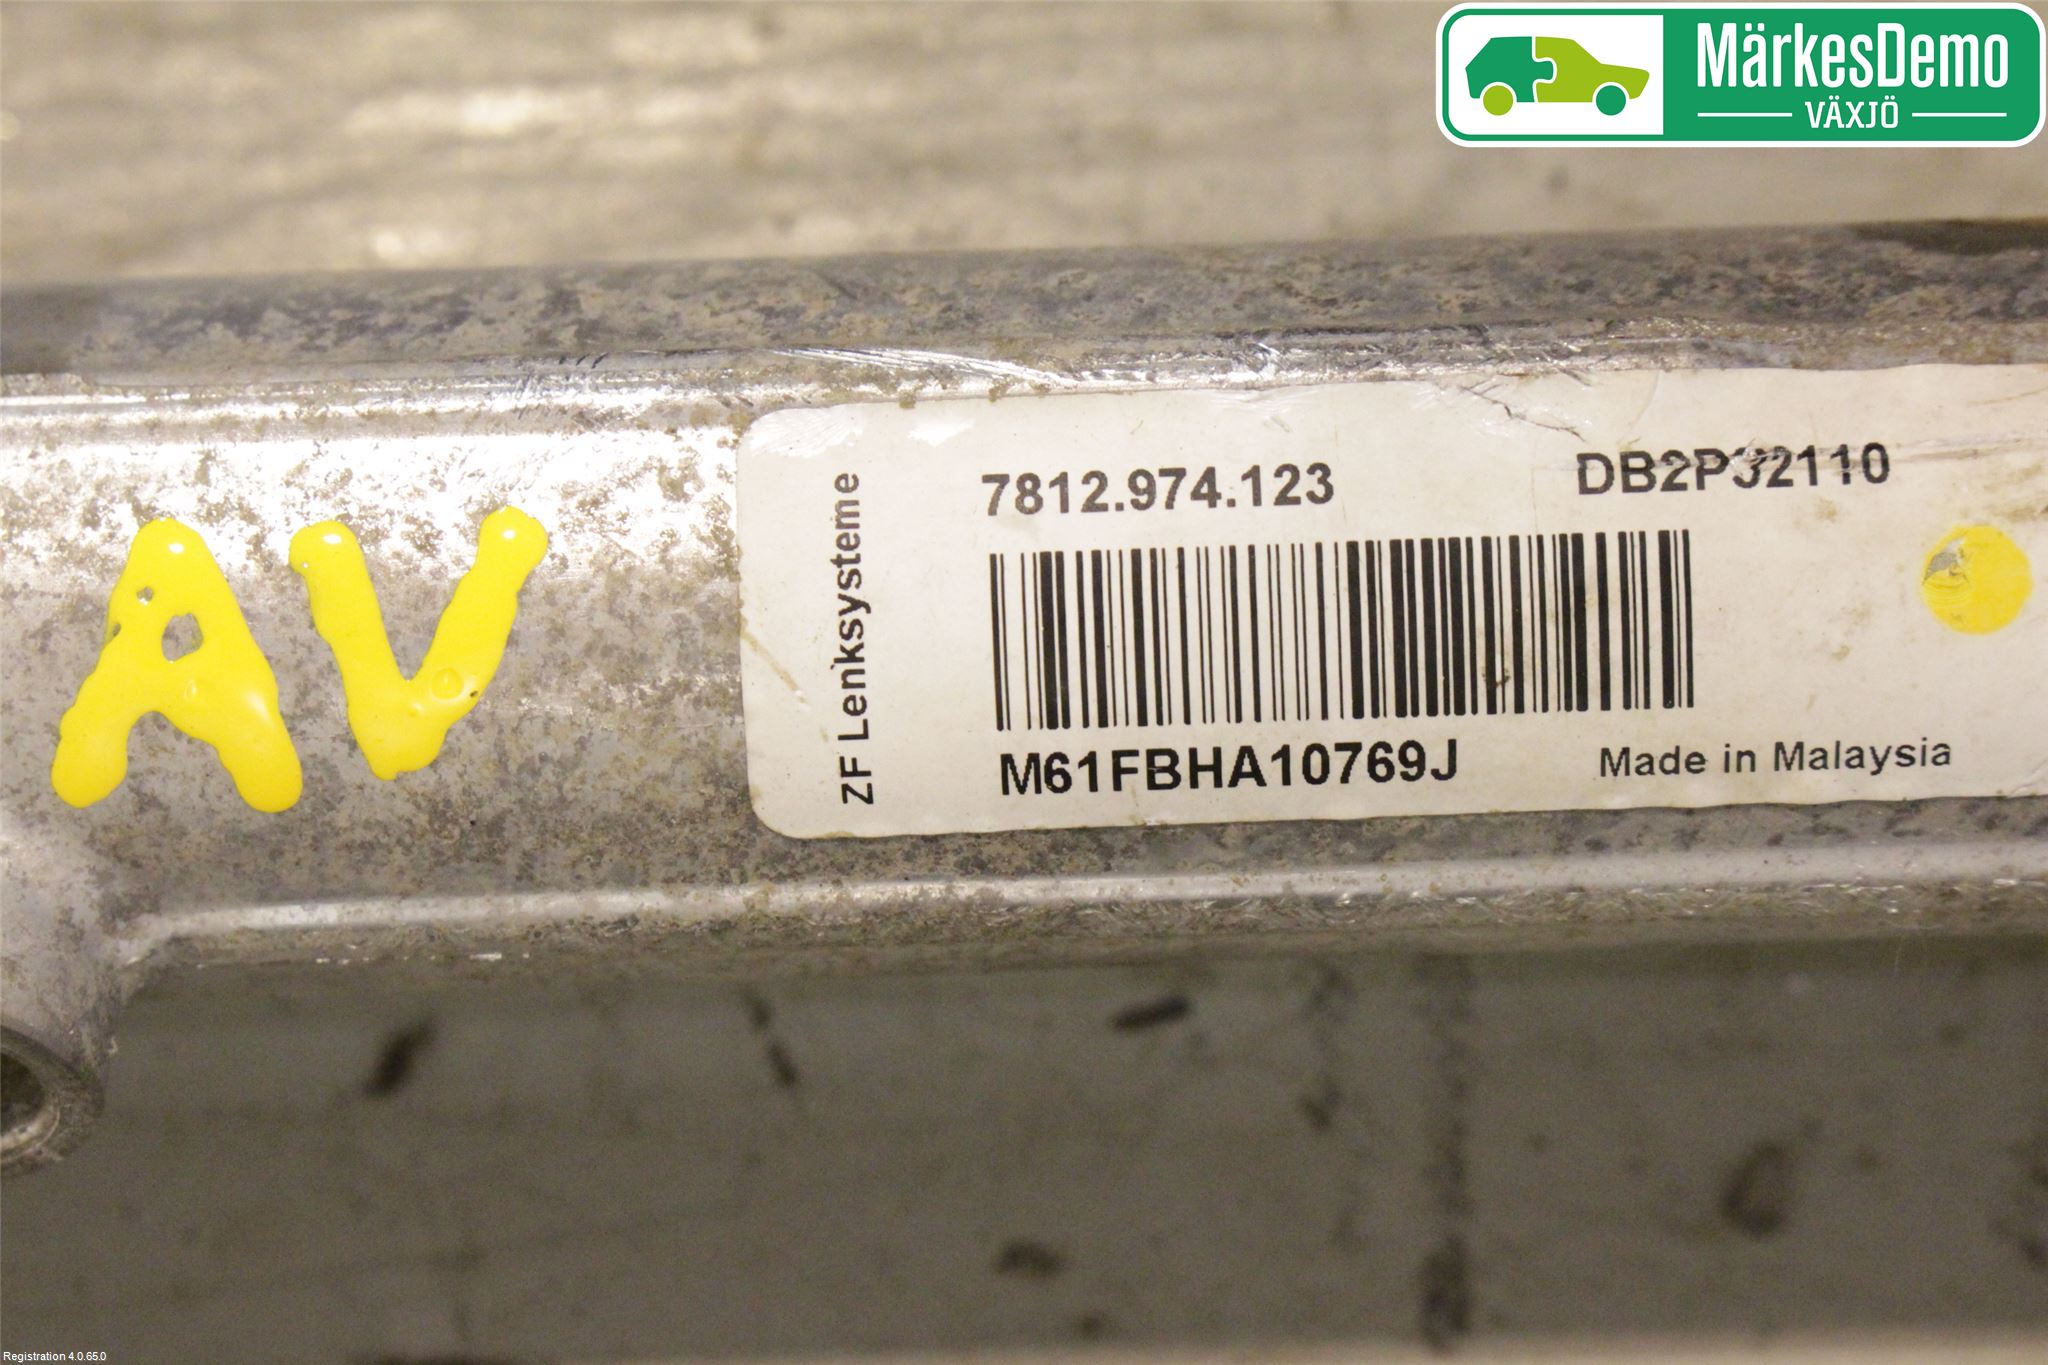 MärkesDemo
VÄXJÖ
AV
ZF Lenksysteme
7812.974.123
DB2P32110
M61FBHA10769J
Made in Malaysia
Registration 4.0.65.0